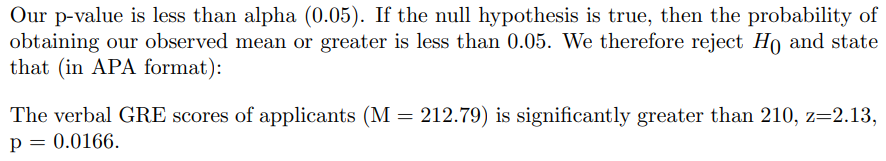 Our p-value is less than alpha (0.05). If the null hypothesis is true, then the probability of
obtaining our observed mean or greater is less than 0.05. We therefore reject H0 and state
that (in APA format):
The verbal GRE scores of applicants (M = 212.79) is significantly greater than 210, z=2.13,
p = 0.0166.